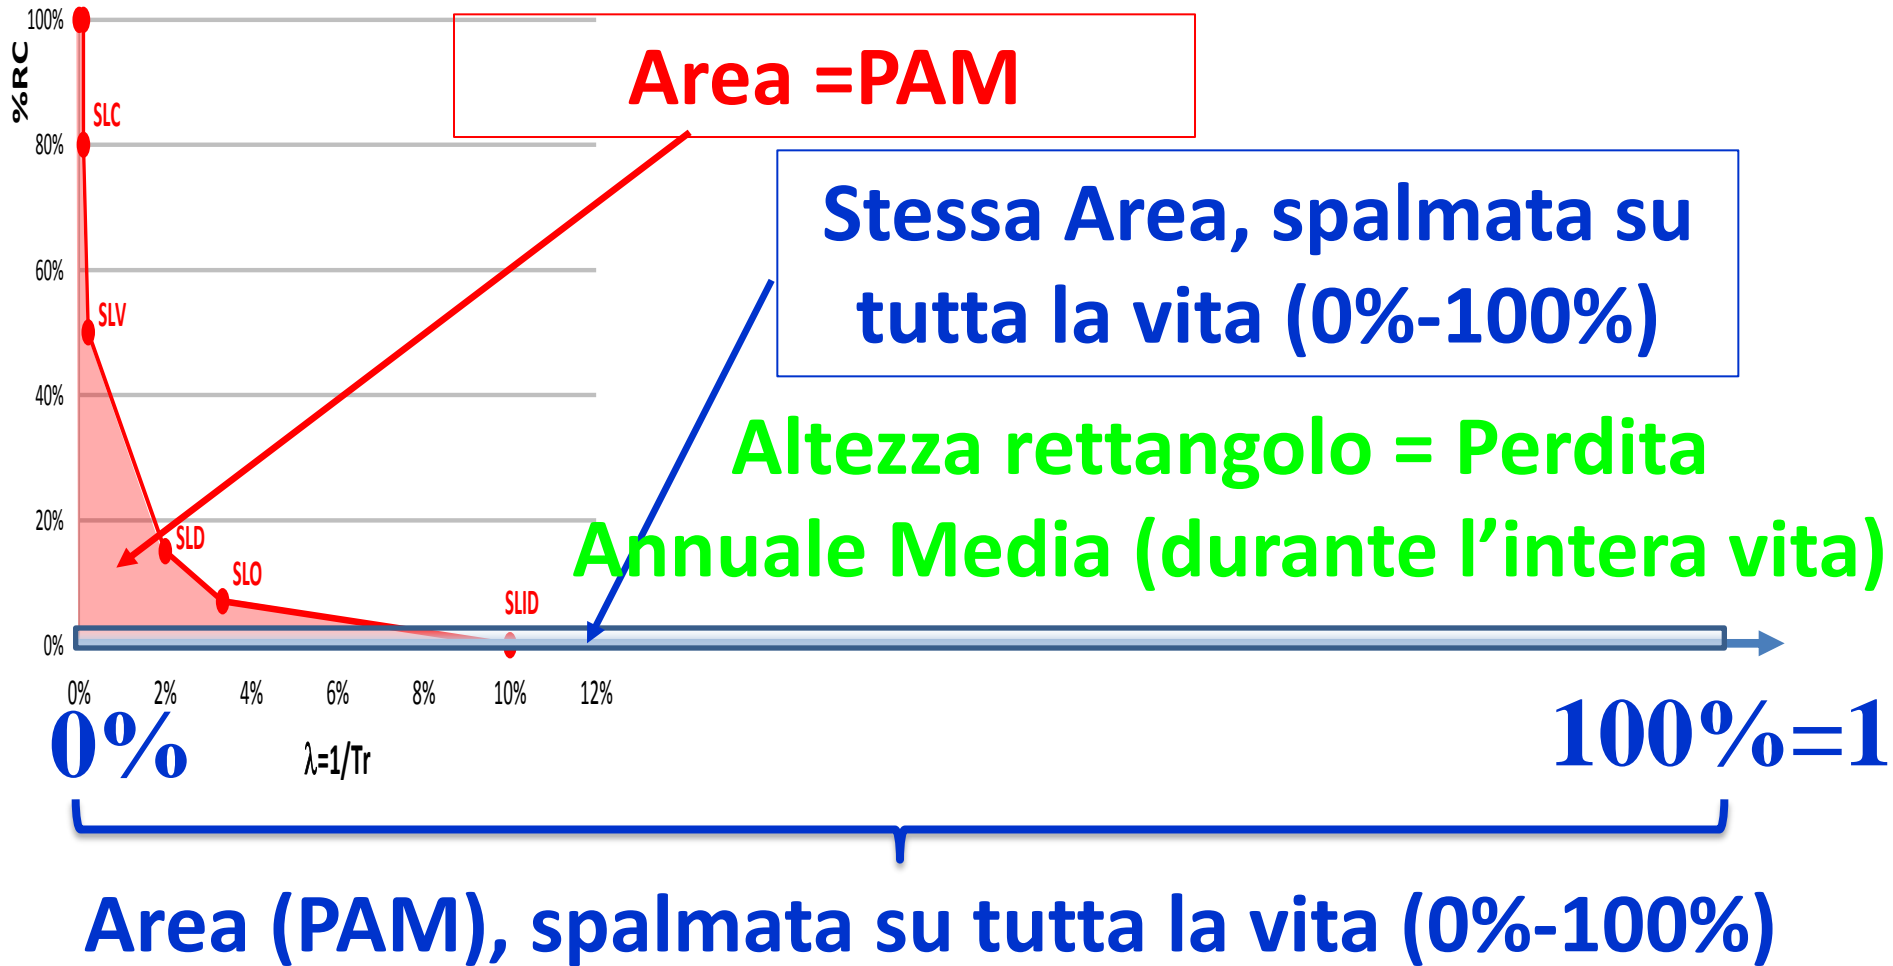 100%
80%
60%
40%
20%
0%
%RC
SLC
SLV
SLD
SLO
SLID
Area =PAM
Stessa Area, spalmata su
tutta la vita (0%-100%)
Altezza rettangolo = Perdita
Annuale Media (durante l’intera vita)
0% 2% 4% 6% 8% 10% 12%
λ=1/Tr
0%
100%=1
Area (PAM), spalmata su tutta la vita (0%-100%)